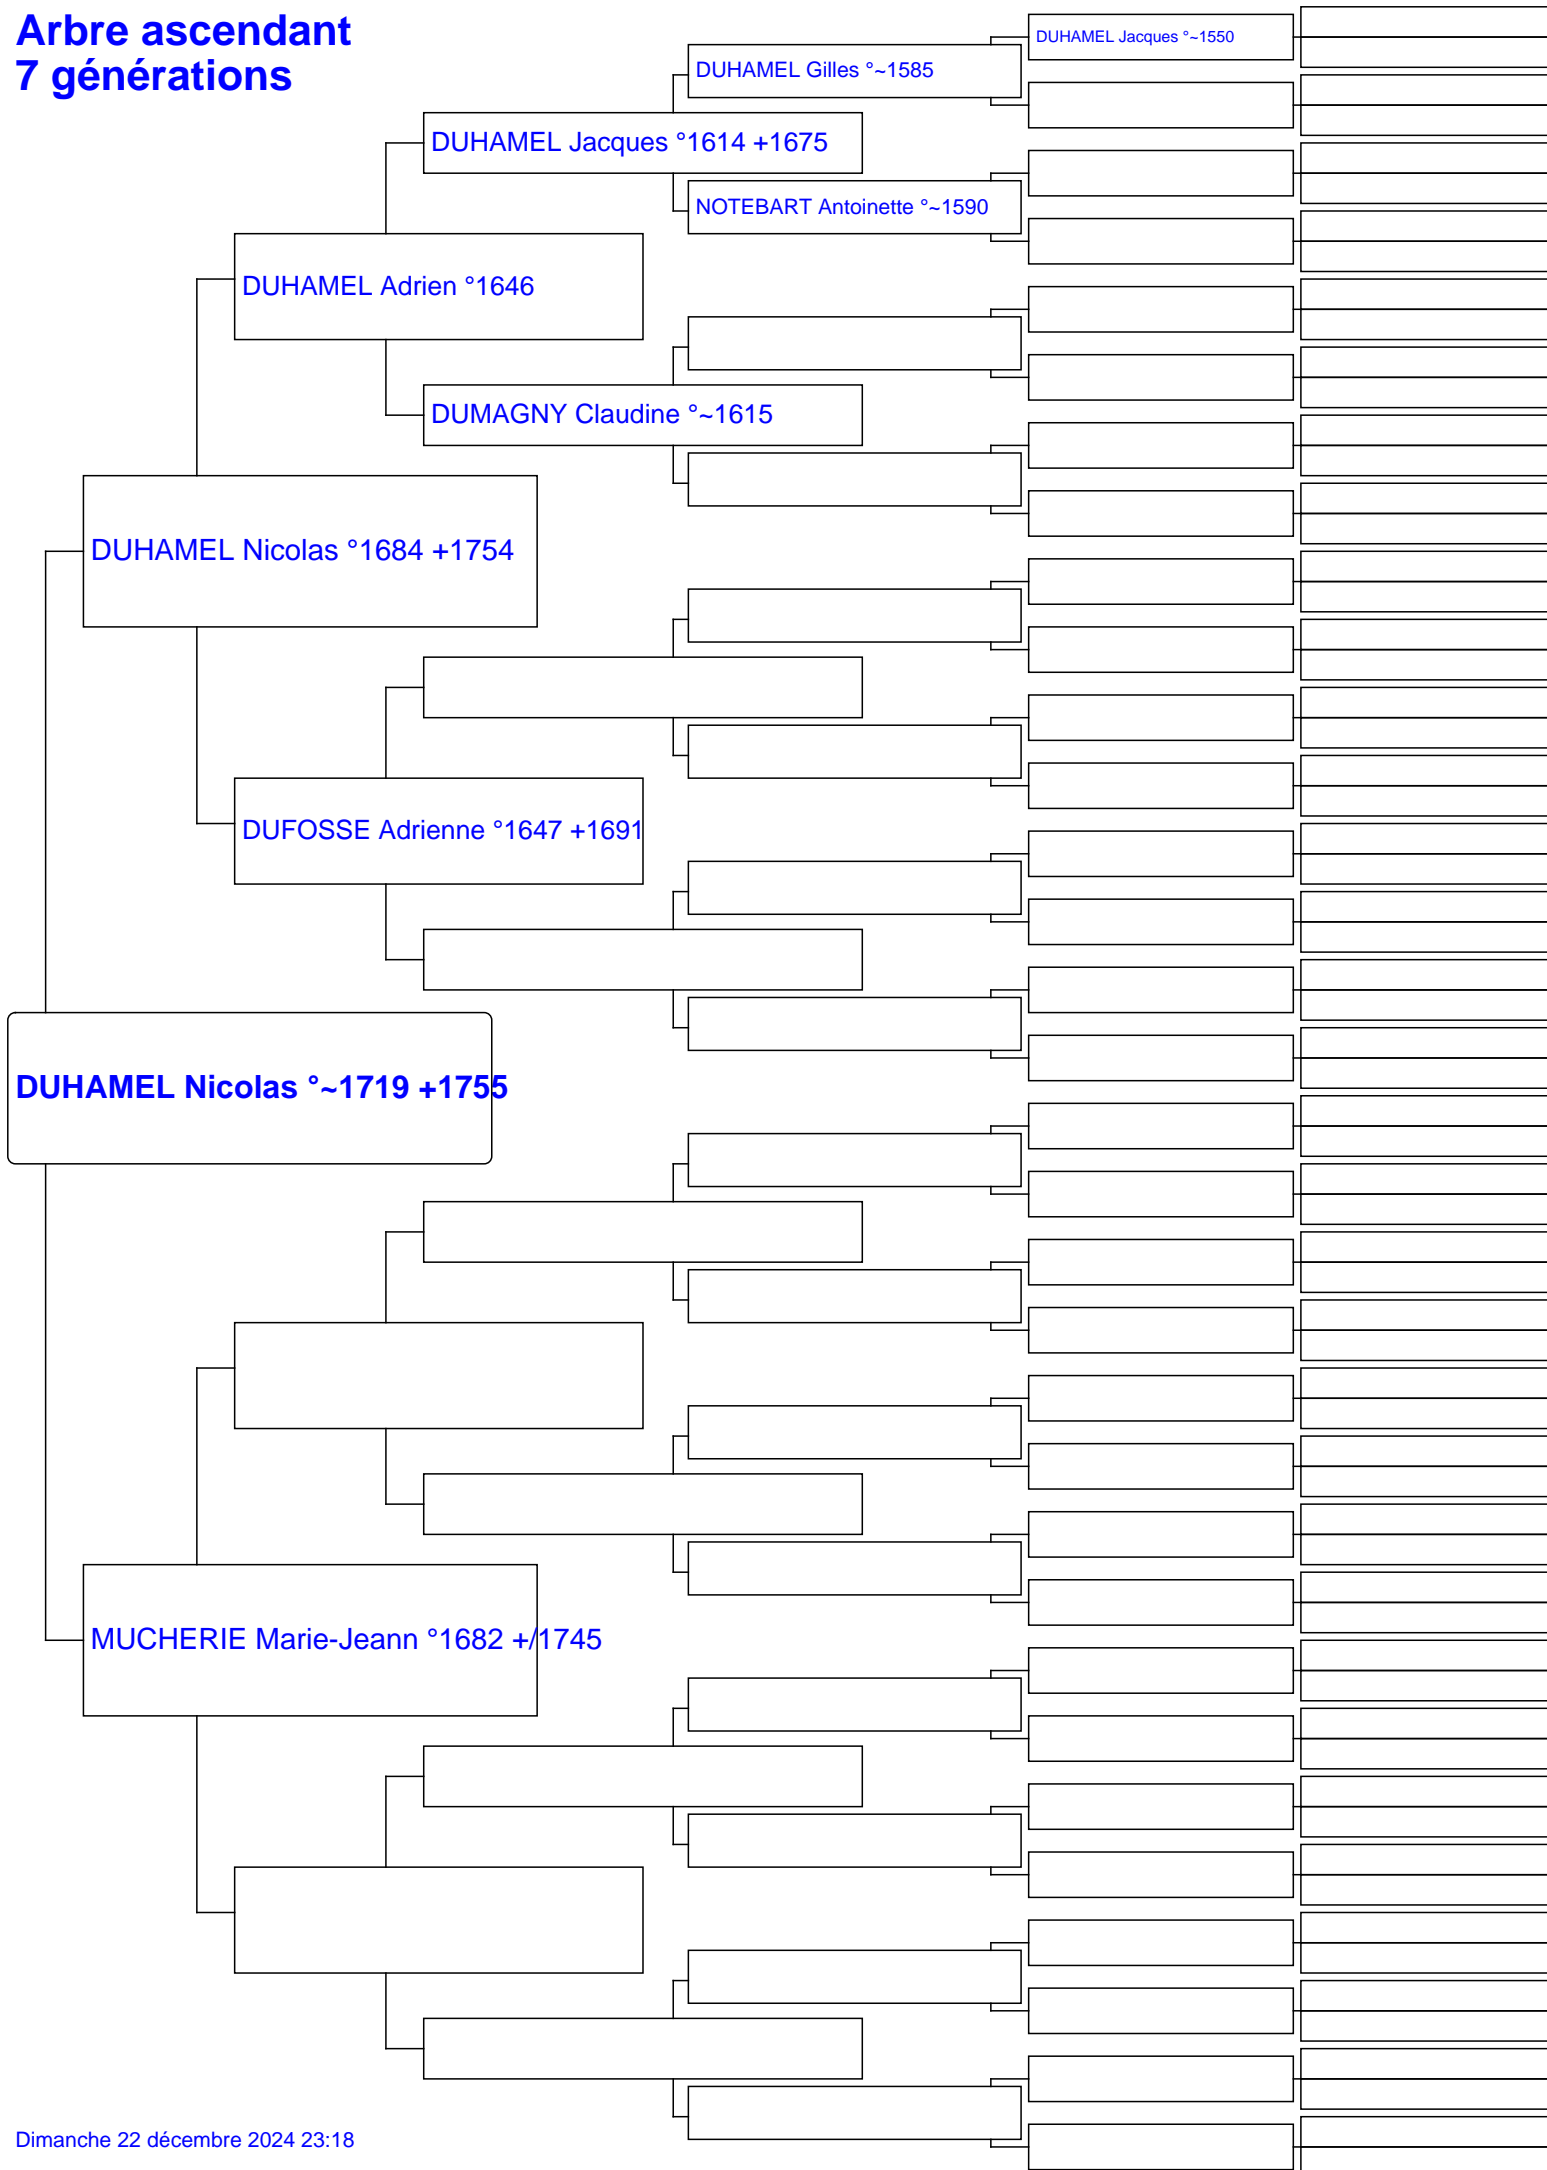 Arbre ascendant
7 générations
DUHAMEL Jacques °~1550
DUHAMEL Gilles °~1585
DUHAMEL Jacques °1614 +1675
NOTEBART Antoinette °~1590
DUHAMEL Adrien °1646
DUMAGNY Claudine °~1615
DUHAMEL Nicolas °1684 +1754
DUFOSSE Adrienne °1647 +1691
DUHAMEL Nicolas °~1719 +1755
MUCHERIE Marie-Jeann °1682 +/1745
Dimanche 22 décembre 2024 23:18